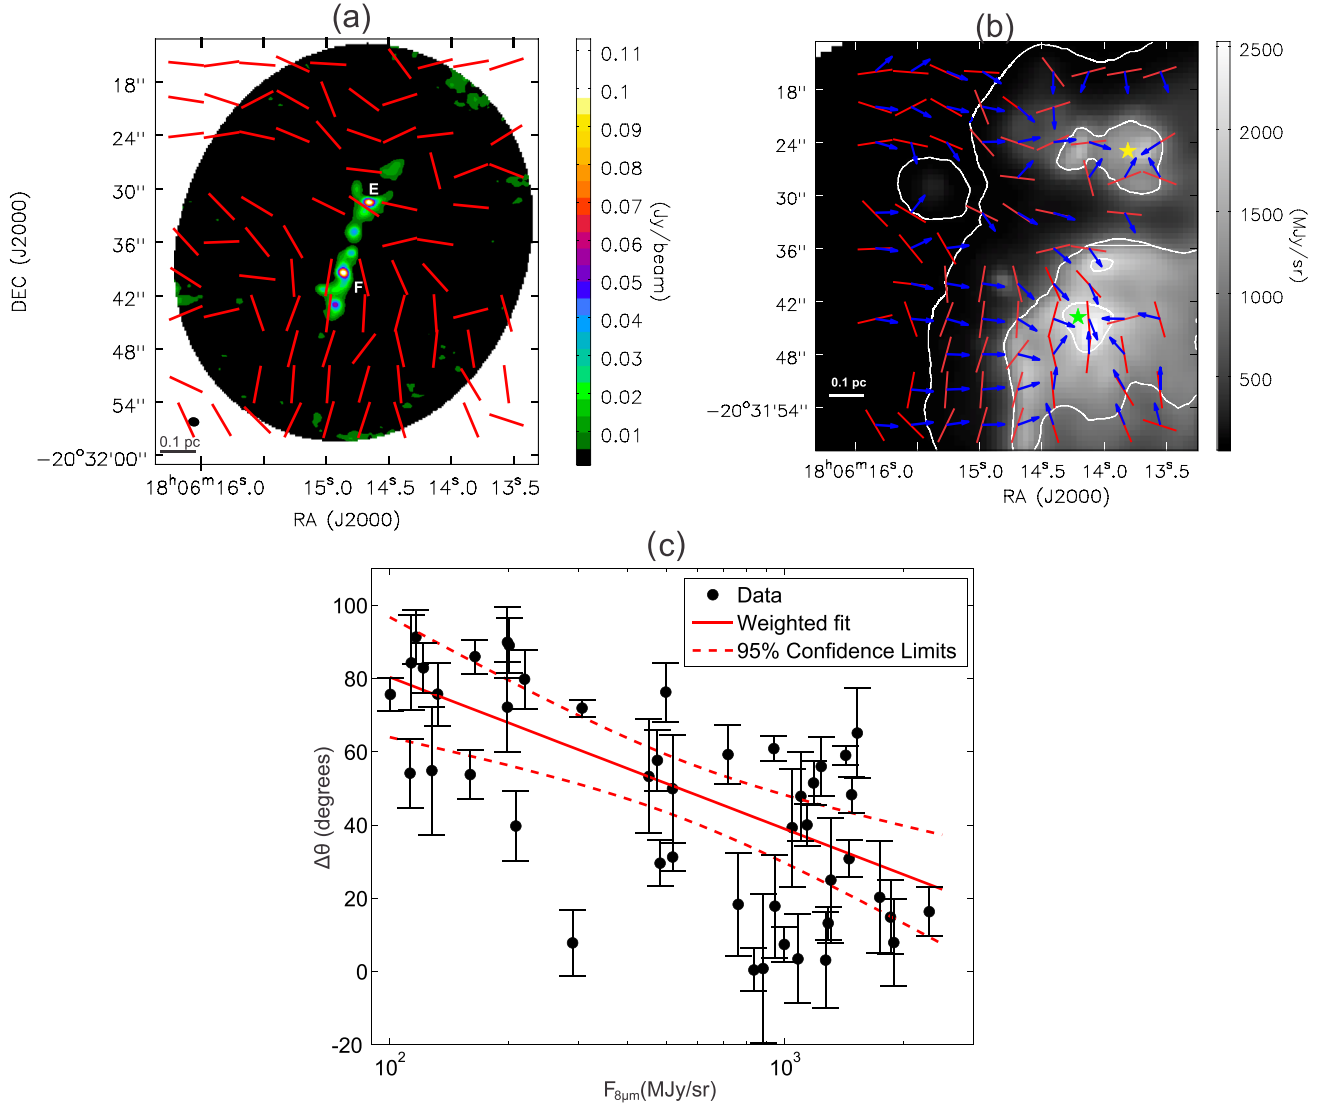 (a)
DEC (J2000)
18''
24''
30''
36''
42''
48''
54''
−20°32'00''
E
F
0.1 pc
18ʰ06ᵐ16ˢ.0
15ˢ.0
14ˢ.5
14ˢ.0
13ˢ.5
RA (J2000)
0.11
0.1
0.09
0.08
0.07
0.06
0.05
0.04
0.03
0.02
0.01
(Jy/beam)
(b)
18''
24''
30''
36''
42''
48''
−20°31'54''
0.1 pc
18ʰ06ᵐ16ˢ.0
15ˢ.0
14ˢ.5
14ˢ.0
13ˢ.5
RA (J2000)
2500
2000
1500
1000
500
(MJy/sr)
(c)
Δθ (degrees)
100
80
60
40
20
0
-20
Data
Weighted fit
95% Confidence Limits
10²
10³
F₈μₘ(MJy/sr)